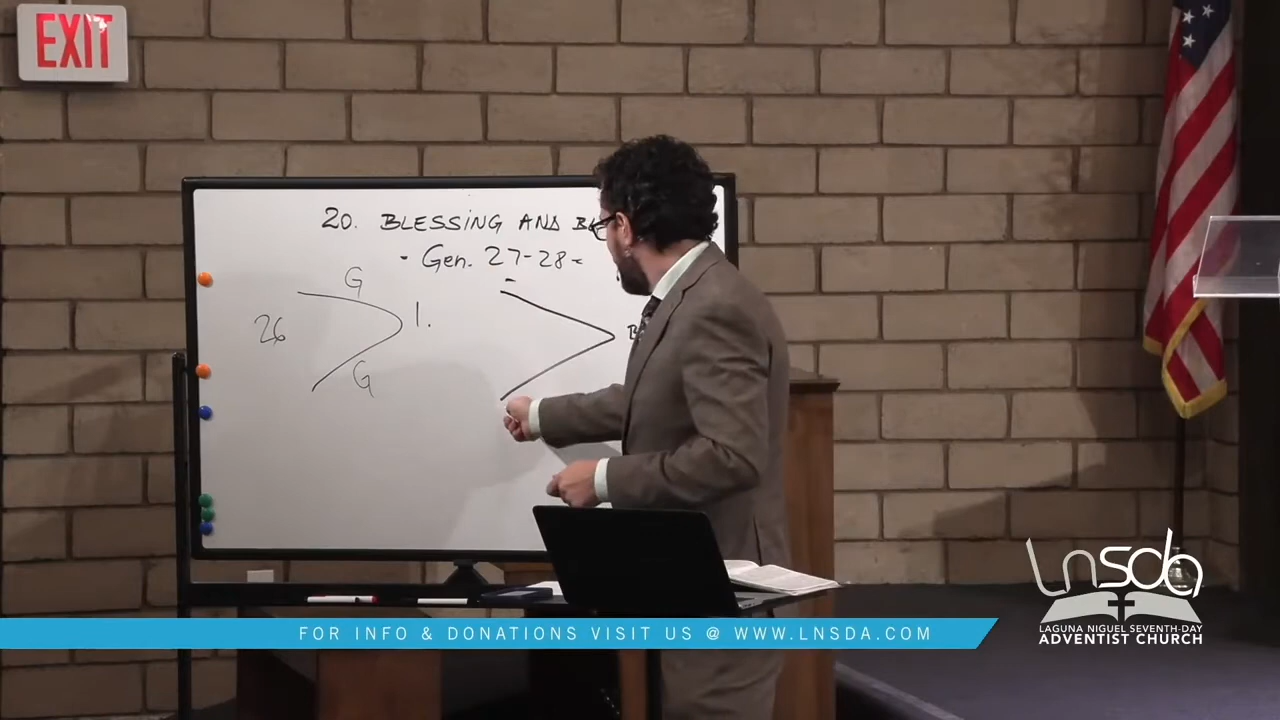 EXIT
20. BLESSING AND
• Gen. 27-28
G
26
1.
G
LNSDA
LAGUNA NIGUEL SEVENTH-DAY
ADVENTIST CHURCH
FOR INFO & DONATIONS VISIT US @ WWW.LNSDA.COM